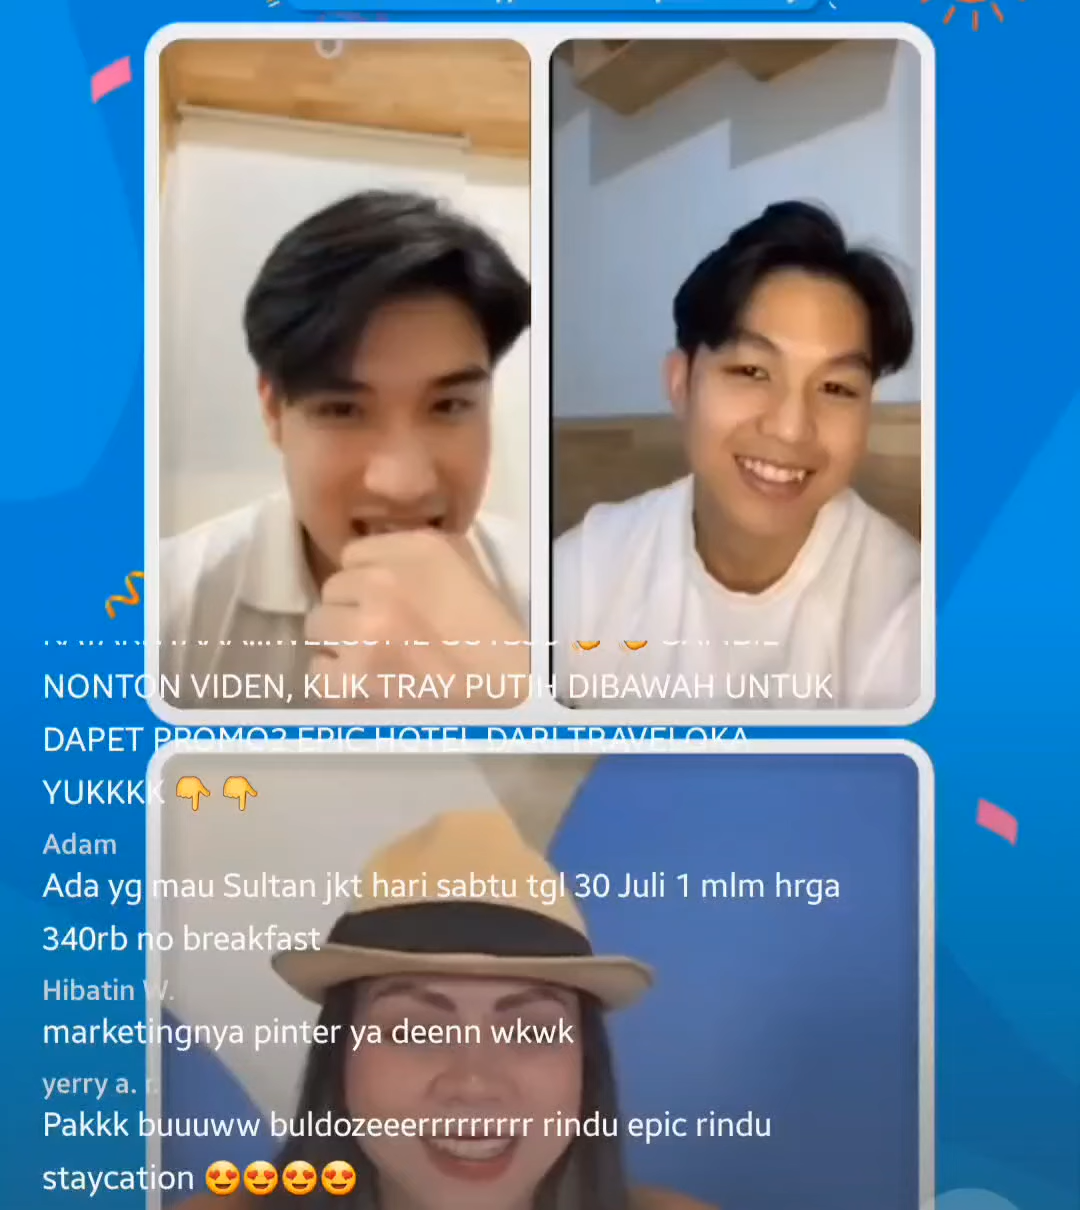 NONTON VIDEN, KLIK TRAY PUTIH DIBAWAH UNTUK
DAPET PROMO2 EPIC HOTEL DARI TRAVELOKA
YUKKKK 👇 👇
Adam
Ada yg mau Sultan jkt hari sabtu tgl 30 Juli 1 mlm hrga
340rb no breakfast
Hibatin W.
marketingnya pinter ya deenn wkwk
yerry a. r.
Pakkk buuuww buldozeeerrrrrrrrr rindu epic rindu
staycation 😍😍😍😍